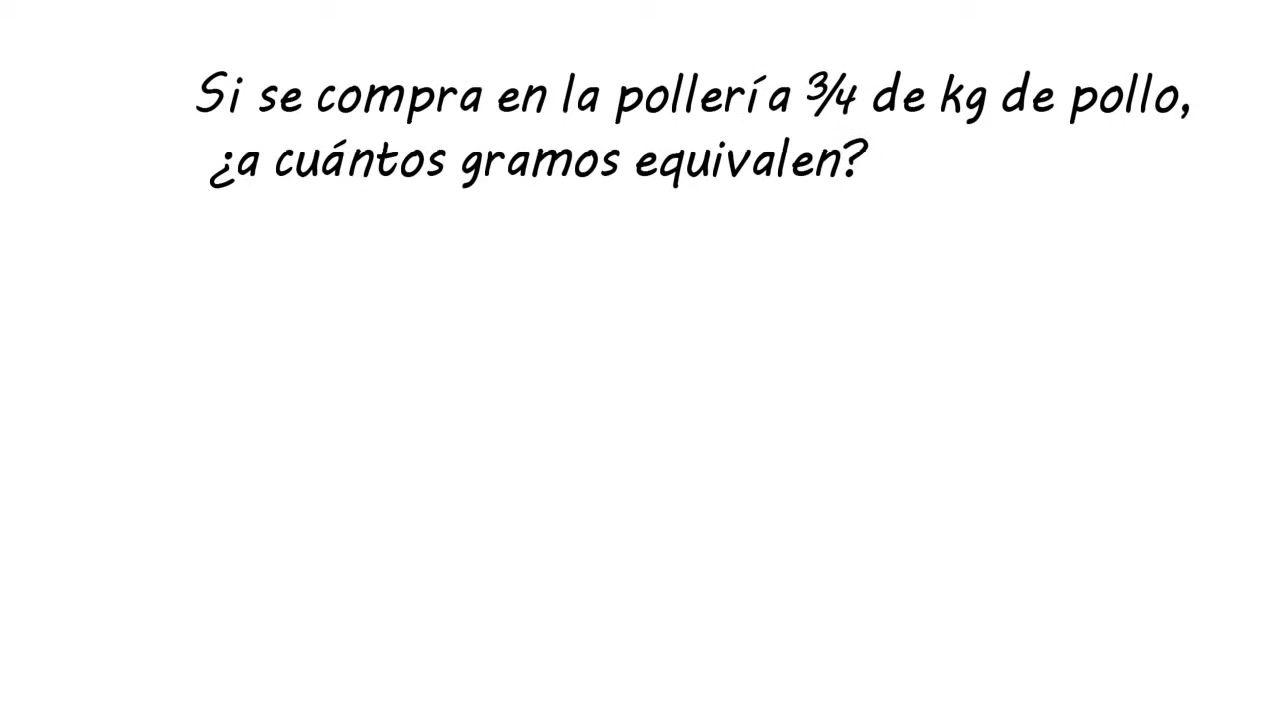 Si se compra en la pollería ¾ de kg de pollo,
¿a cuántos gramos equivalen?